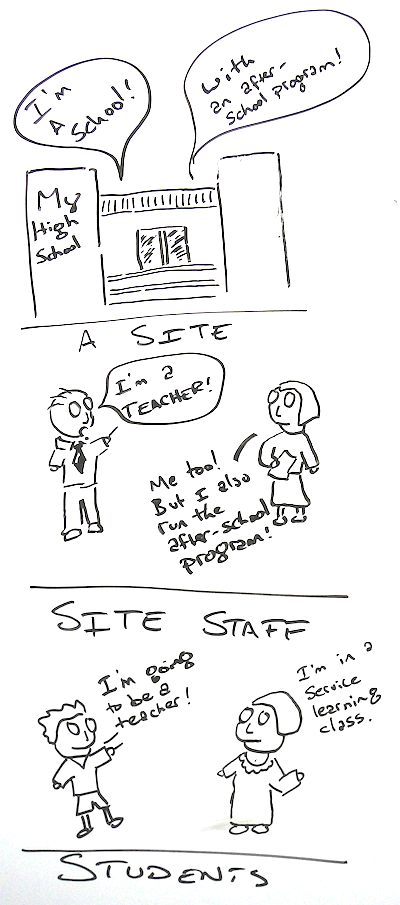 I'm
A
School!
with
an after-
school program!
My
High
School
A SITE
I'm a
TEACHER!
Me too!
But I also
run the
after-school
program!
SITE STAFF
I'm going
to be a
teacher!
I'm in a
service
learning
class.
STUDENTS